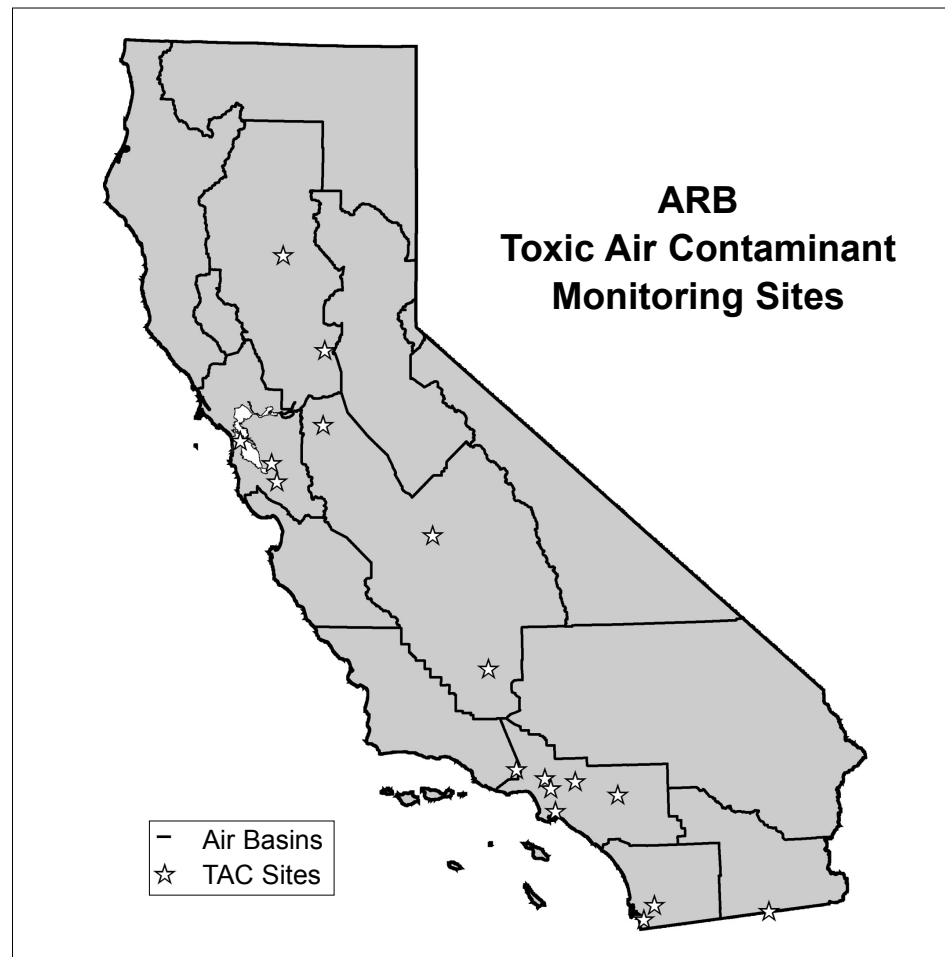 ARB
Toxic Air Contaminant
Monitoring Sites
Air Basins
TAC Sites